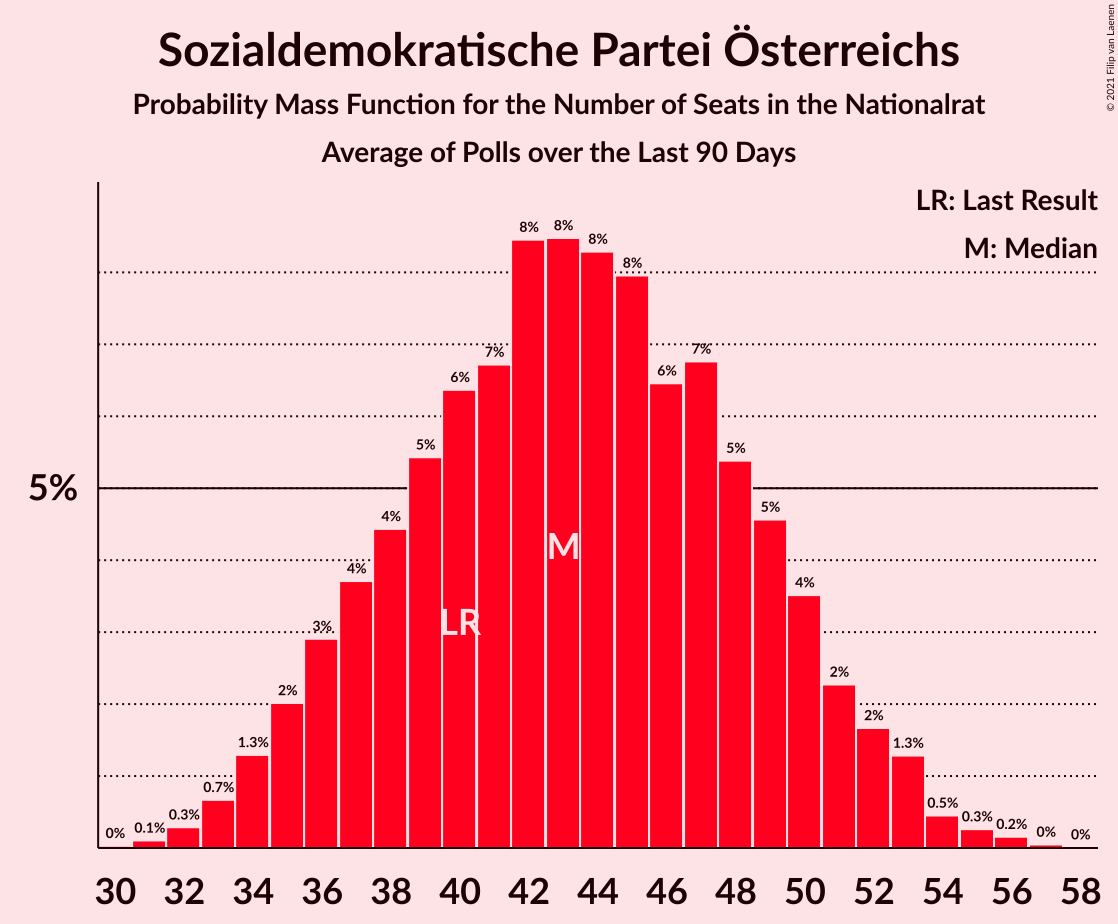 Sozialdemokratische Partei Österreichs
Probability Mass Function for the Number of Seats in the Nationalrat
Average of Polls over the Last 90 Days
© 2021 Filip van Laenen
LR: Last Result
M: Median
5%
0% 0.1% 0.3% 0.7% 1.3% 2% 3% 4% 4% 5% 6% 7% 8% 8% 8% 8% 6% 7% 5% 5% 4% 2% 2% 1.3% 0.5% 0.3% 0.2% 0% 0%
M
LR
30 32 34 36 38 40 42 44 46 48 50 52 54 56 58